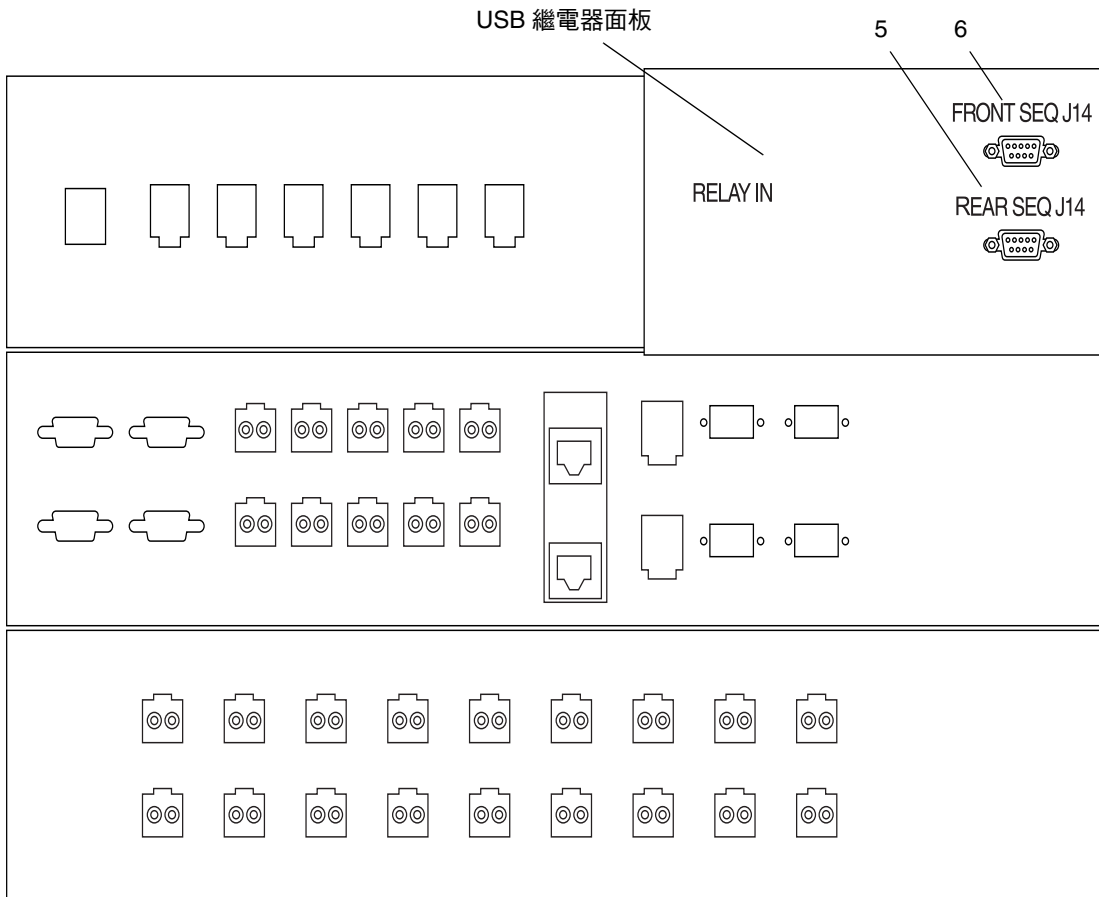 USB 繼電器面板
5
6
FRONT SEQ J14
RELAY IN
REAR SEQ J14